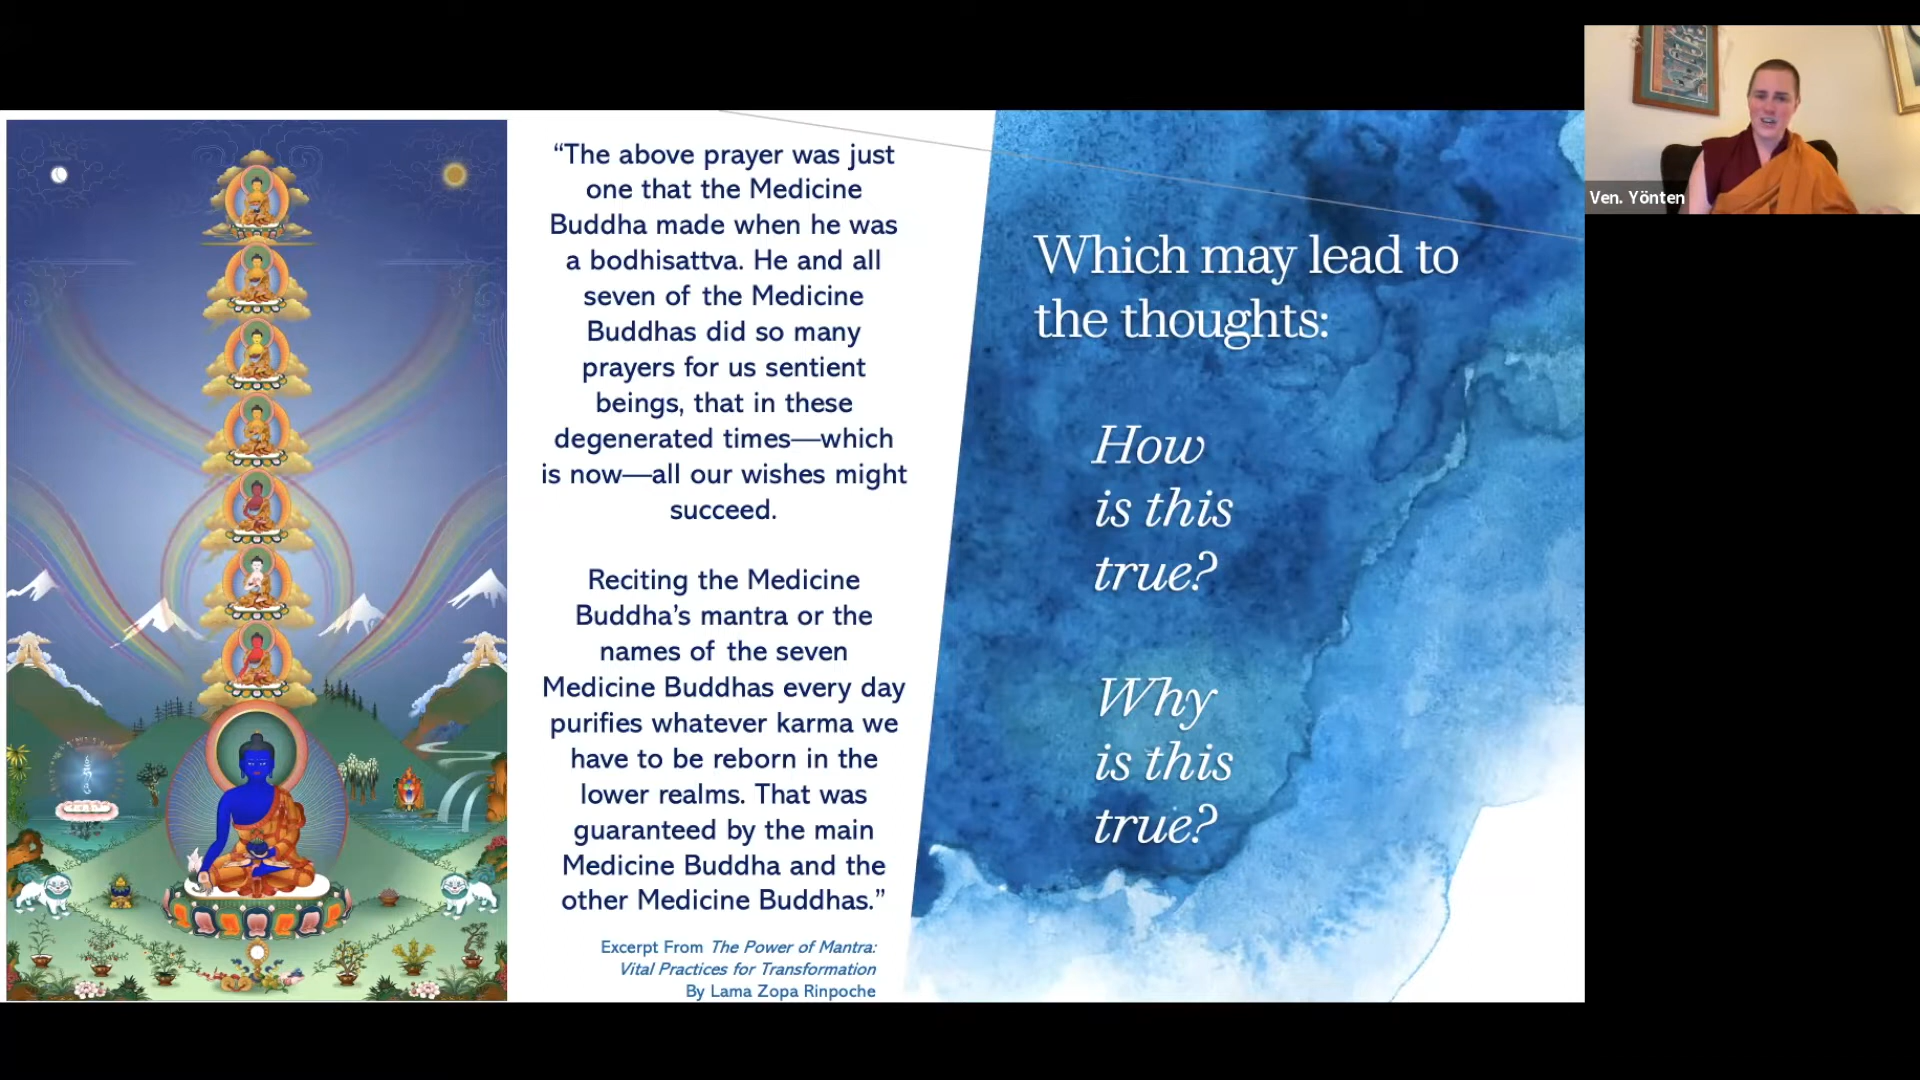 “The above prayer was just
one that the Medicine
Buddha made when he was
a bodhisattva. He and all
seven of the Medicine
Buddhas did so many
prayers for us sentient
beings, that in these
degenerated times—which
is now—all our wishes might
succeed.
Reciting the Medicine
Buddha’s mantra or the
names of the seven
Medicine Buddhas every day
purifies whatever karma we
have to be reborn in the
lower realms. That was
guaranteed by the main
Medicine Buddha and the
other Medicine Buddhas.”
Excerpt From The Power of Mantra:
Vital Practices for Transformation
By Lama Zopa Rinpoche
Which may lead to
the thoughts:
How
is this
true?
Why
is this
true?
Ven. Yönten